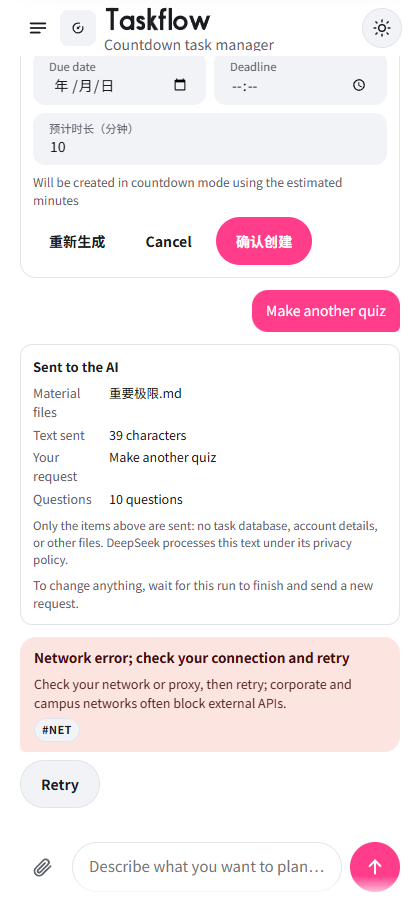 Taskflow
Countdown task manager
Due date
Deadline
年 /月/日
--:--
预计时长（分钟）
10
Will be created in countdown mode using the estimated
minutes
重新生成
Cancel
确认创建
Make another quiz
Sent to the AI
Material
files
重要极限.md
Text sent
39 characters
Your
request
Make another quiz
Questions
10 questions
Only the items above are sent: no task database, account details,
or other files. DeepSeek processes this text under its privacy
policy.
To change anything, wait for this run to finish and send a new
request.
Network error; check your connection and retry
Check your network or proxy, then retry; corporate and
campus networks often block external APIs.
#NET
Retry
Describe what you want to plan…